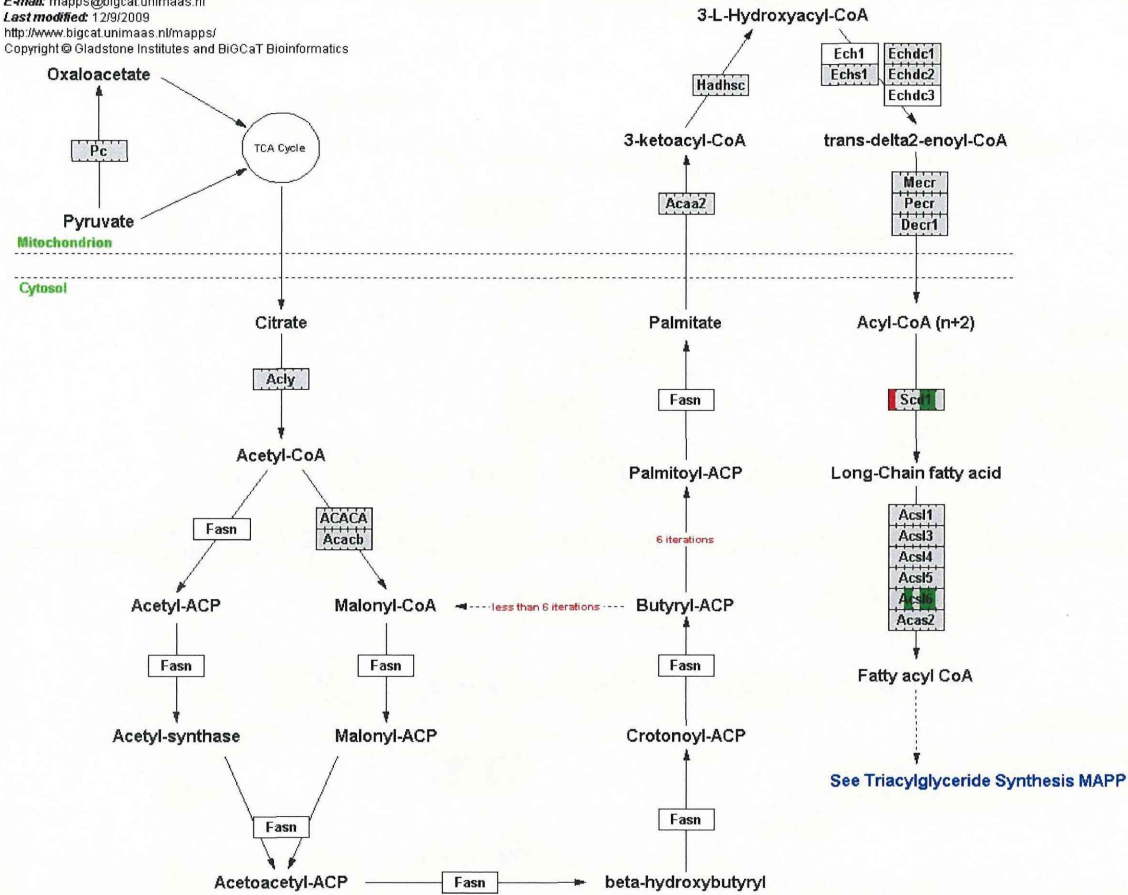 E-mail: mapps@bigcat.unimaas.nl
Last modified: 12/9/2009
http://www.bigcat.unimaas.nl/mapps/
Copyright © Gladstone Institutes and BiGCaT Bioinformatics
3-L-Hydroxyacyl-CoA
Oxaloacetate
Ech1
Echs1
Echdc1
Echdc2
Echdc3
Hadhsc
TCA Cycle
Pc
3-ketoacyl-CoA
trans-delta2-enoyl-CoA
Mecr
Pecr
Decr1
Acaa2
Pyruvate
Mitochondrion
Cytosol
Citrate
Palmitate
Acyl-CoA (n+2)
Acly
Fasn
Scd1
Acetyl-CoA
Palmitoyl-ACP
Long-Chain fatty acid
Fasn
ACACA
Acacb
6 iterations
Acsl1
Acsl3
Acsl4
Acsl5
Acsl6
Acas2
Acetyl-ACP
Malonyl-CoA
less than 6 iterations
Butyryl-ACP
Fasn
Fasn
Fasn
Fatty acyl CoA
Acetyl-synthase
Malonyl-ACP
Crotonoyl-ACP
See Triacylglyceride Synthesis MAPP
Fasn
Fasn
Acetoacetyl-ACP
Fasn
beta-hydroxybutyryl